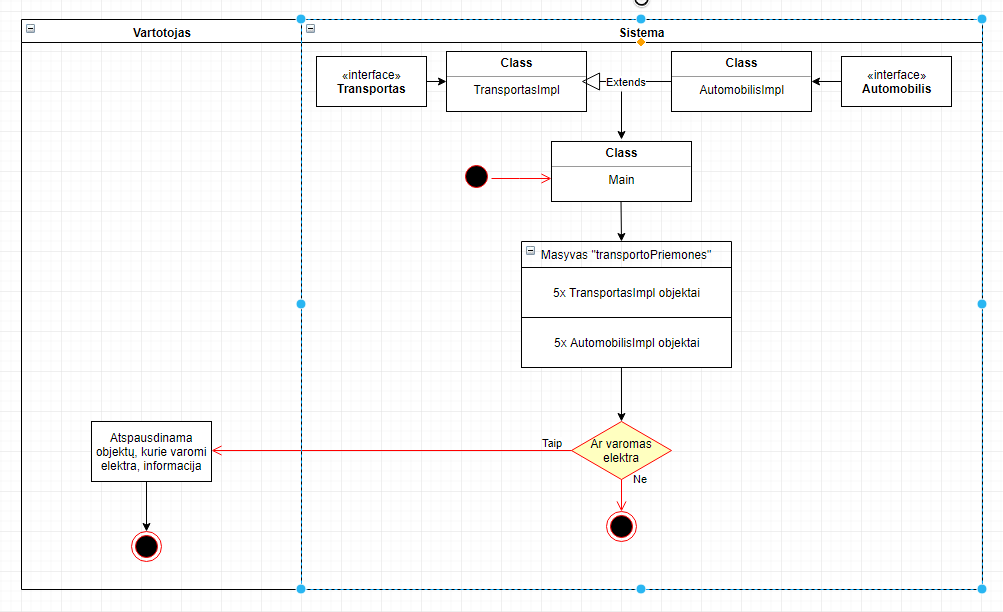 Vartotojas
Sistema
«interface»
Transportas
Class
TransportasImpl
Extends
Class
AutomobilisImpl
«interface»
Automobilis
Class
Main
Masyvas "transportoPriemones"
5x TransportasImpl objektai
5x AutomobilisImpl objektai
Ar varomas
elektra
Taip
Ne
Atspausdinama
objektų, kurie varomi
elektra, informacija